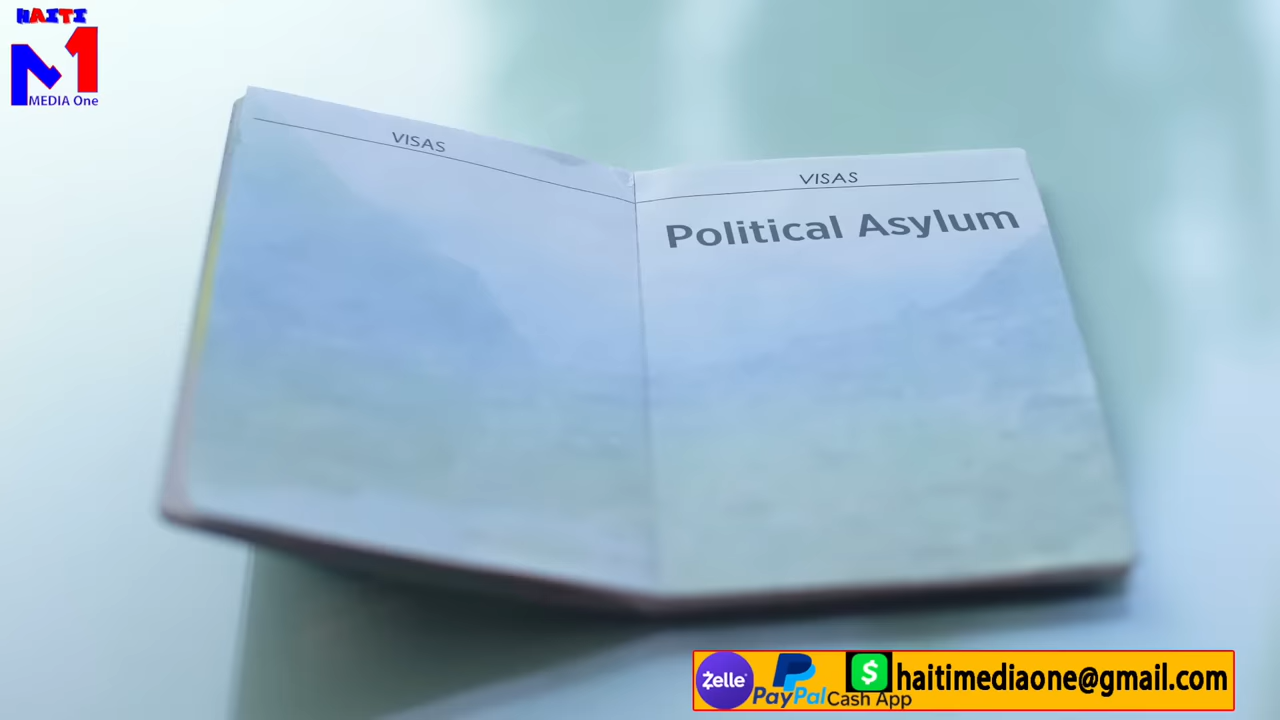 HAITI
M1
MEDIA One
VISAS
VISAS
Political Asylum
Zelle
PayPal
$
Cash App
haitimediaone@gmail.com